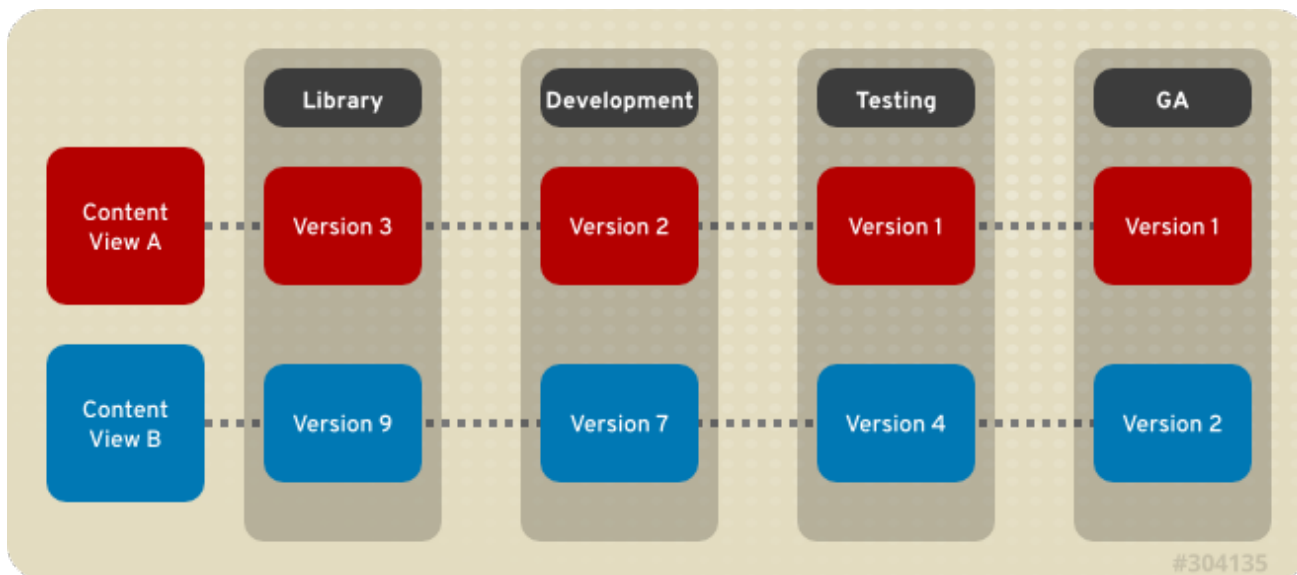 Library
Development
Testing
GA
Content
View A
Version 3
Version 2
Version 1
Version 1
Content
View B
Version 9
Version 7
Version 4
Version 2
#304135